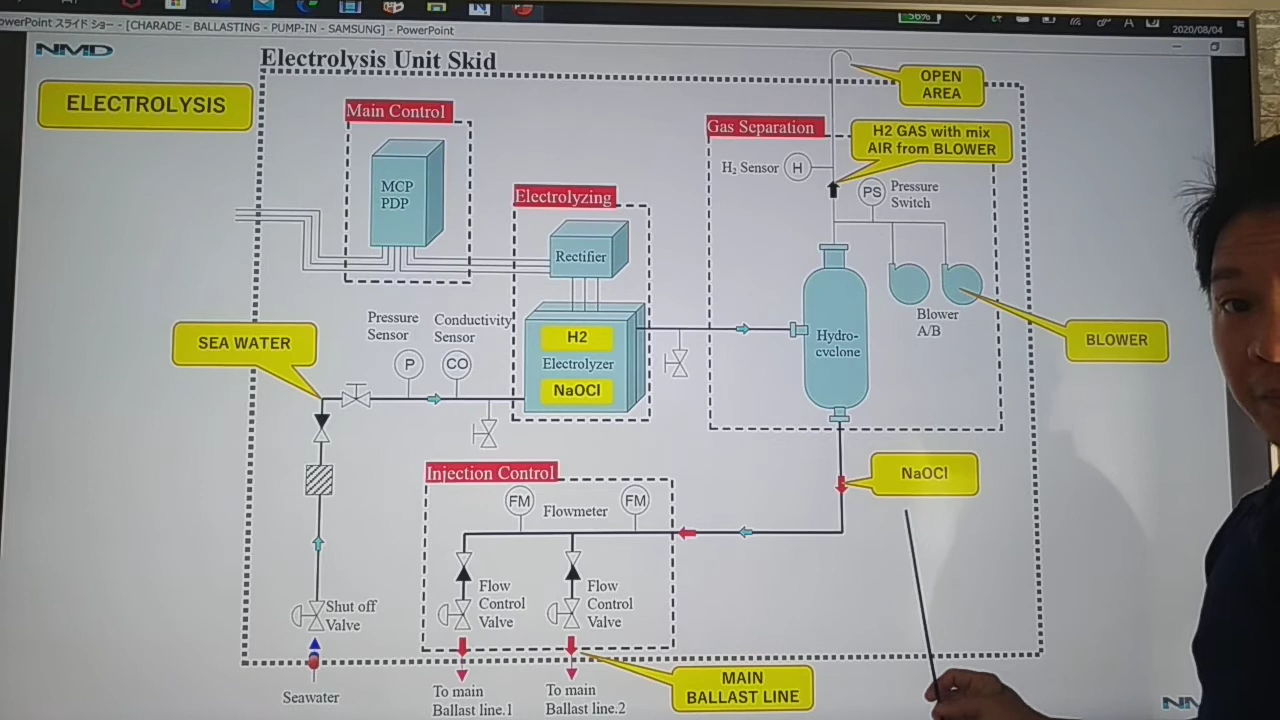 owerPoint スライド ショー - [CHARADE - BALLASTING - PUMP-IN - SAMSUNG] - PowerPoint
56%
A
2020/08/04
NMD
Electrolysis Unit Skid
ELECTROLYSIS
OPEN
AREA
Main Control
Gas Separation
H2 GAS with mix
AIR from BLOWER
H₂ Sensor
H
MCP
PDP
PS
Pressure
Switch
Electrolyzing
Rectifier
Pressure
Sensor
Conductivity
Sensor
SEA WATER
P
CO
H2
Electrolyzer
NaOCl
Hydro-
cyclone
Blower
A/B
BLOWER
Injection Control
NaOCl
FM
Flowmeter
FM
Flow
Control
Valve
Flow
Control
Valve
Shut off
Valve
Seawater
To main
Ballast line.1
To main
Ballast line.2
MAIN
BALLAST LINE
NM